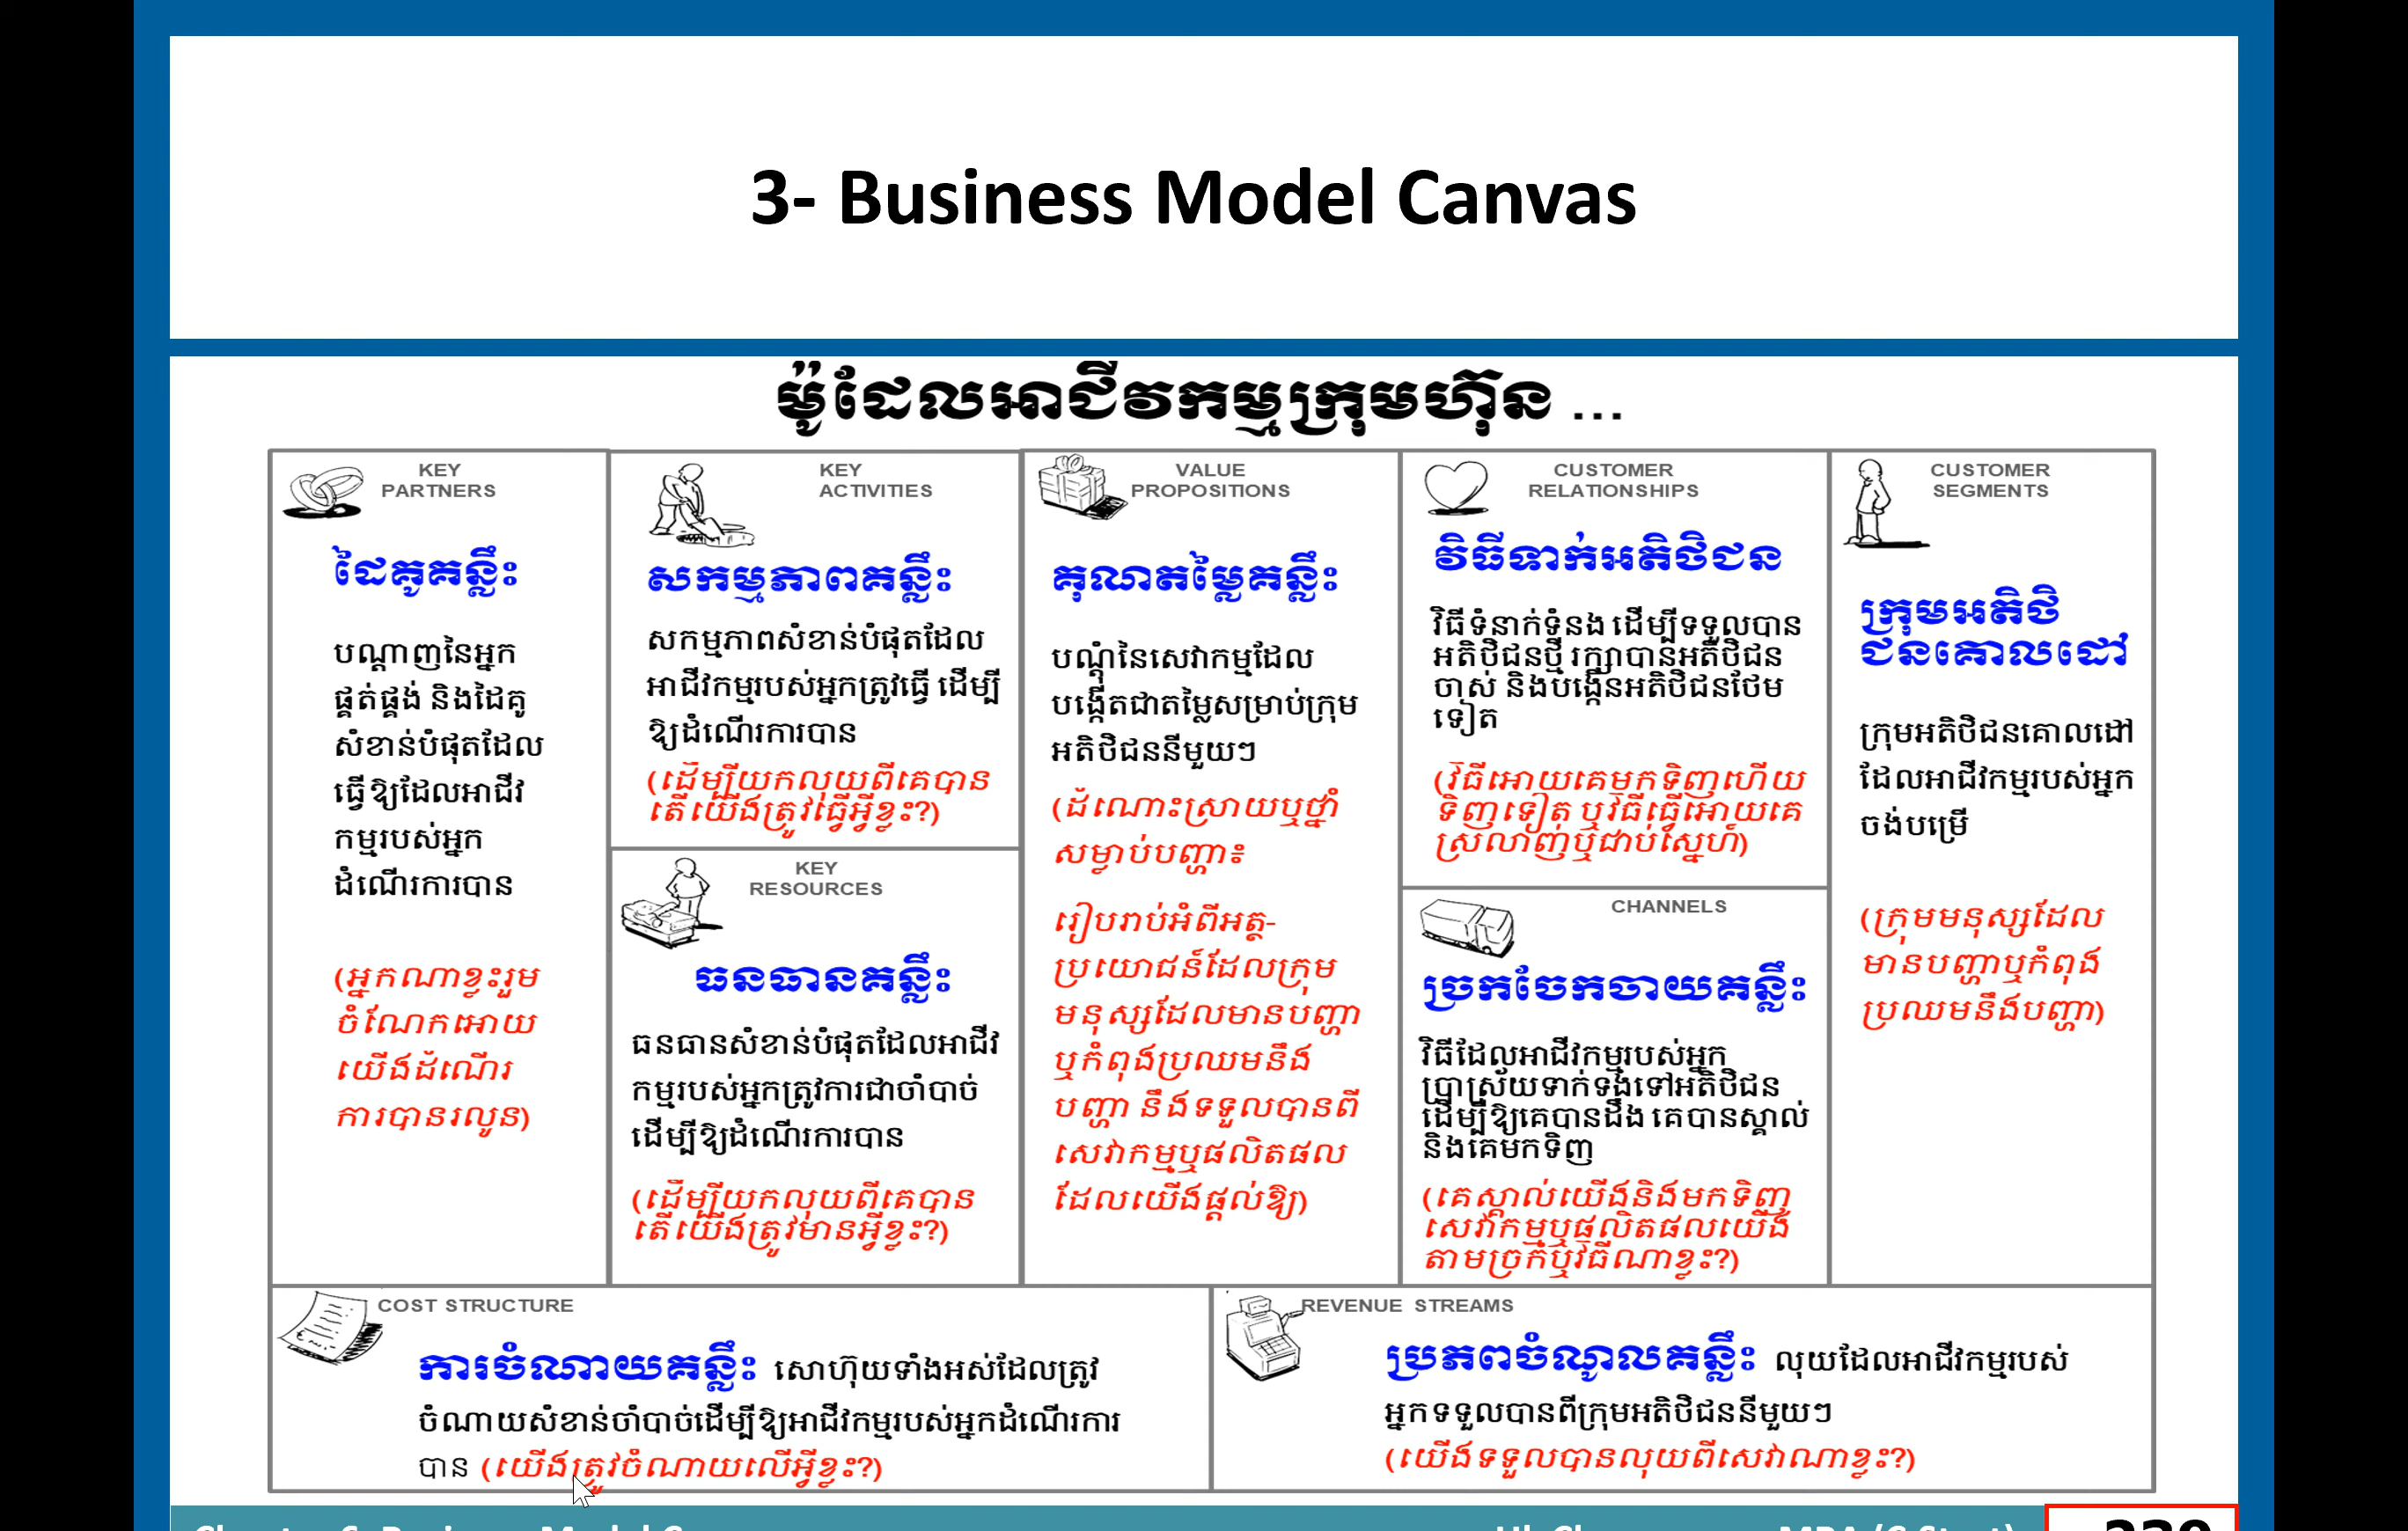 3- Business Model Canvas
ម៉ូដែលអាជីវកម្មក្រុមហ៊ុន ...
KEY
PARTNERS
ដៃគូគន្លឹះ
បណ្តាញនៃអ្នក
ផ្គត់ផ្គង់ និងដៃគូ
សំខាន់បំផុតដែល
ធ្វើឱ្យដែលអាជីវ
កម្មរបស់អ្នក
ដំណើរការបាន
(អ្នកណាខ្លះរួម
ចំណែកអោយ
យើងដំណើរ
ការបានរលូន)
KEY
ACTIVITIES
សកម្មភាពគន្លឹះ
សកម្មភាពសំខាន់បំផុតដែល
អាជីវកម្មរបស់អ្នកត្រូវធ្វើ ដើម្បី
ឱ្យដំណើរការបាន
(ដើម្បីយកលុយពីគេបាន
តើយើងត្រូវធ្វើអ្វីខ្លះ?)
KEY
RESOURCES
ធនធានគន្លឹះ
ធនធានសំខាន់បំផុតដែលអាជីវ
កម្មរបស់អ្នកត្រូវការជាចាំបាច់
ដើម្បីឱ្យដំណើរការបាន
(ដើម្បីយកលុយពីគេបាន
តើយើងត្រូវមានអ្វីខ្លះ?)
VALUE
PROPOSITIONS
គុណតម្លៃគន្លឹះ
បណ្តុំនៃសេវាកម្មដែល
បង្កើតជាតម្លៃសម្រាប់ក្រុម
អតិថិជននីមួយៗ
(ដំណោះស្រាយឬថ្នាំ
សម្លាប់បញ្ហា៖
រៀបរាប់អំពីអត្ថ-
ប្រយោជន៍ដែលក្រុម
មនុស្សដែលមានបញ្ហា
ឬកំពុងប្រឈមនឹង
បញ្ហា នឹងទទួលបានពី
សេវាកម្មឬផលិតផល
ដែលយើងផ្តល់ឱ្យ)
CUSTOMER
RELATIONSHIPS
វិធីទាក់អតិថិជន
វិធីទំនាក់ទំនង ដើម្បីទទួលបាន
អតិថិជនថ្មី រក្សាបានអតិថិជន
ចាស់ និងបង្កើនអតិថិជនថែម
ទៀត
(វិធីអោយគេមកទិញហើយ
ទិញទៀត ឬវិធីធ្វើអោយគេ
ស្រលាញ់ឬជាប់ស្នេហ៍)
CHANNELS
ច្រកចែកចាយគន្លឹះ
វិធីដែលអាជីវកម្មរបស់អ្នក
ប្រាស្រ័យទាក់ទងទៅអតិថិជន
ដើម្បីឱ្យគេបានដឹង គេបានស្គាល់
និងគេមកទិញ
(គេស្គាល់យើងនិងមកទិញ
សេវាកម្មឬផលិតផលយើង
តាមច្រកឬវិធីណាខ្លះ?)
CUSTOMER
SEGMENTS
ក្រុមអតិថិ
ជនគោលដៅ
ក្រុមអតិថិជនគោលដៅ
ដែលអាជីវកម្មរបស់អ្នក
ចង់បម្រើ
(ក្រុមមនុស្សដែល
មានបញ្ហាឬកំពុង
ប្រឈមនឹងបញ្ហា)
COST STRUCTURE
ការចំណាយគន្លឹះ សោហ៊ុយទាំងអស់ដែលត្រូវ
ចំណាយសំខាន់ចាំបាច់ដើម្បីឱ្យអាជីវកម្មរបស់អ្នកដំណើរការ
បាន (យើងត្រូវចំណាយលើអ្វីខ្លះ?)
REVENUE STREAMS
ប្រភពចំណូលគន្លឹះ លុយដែលអាជីវកម្មរបស់
អ្នកទទួលបានពីក្រុមអតិថិជននីមួយៗ
(យើងទទួលបានលុយពីសេវាណាខ្លះ?)